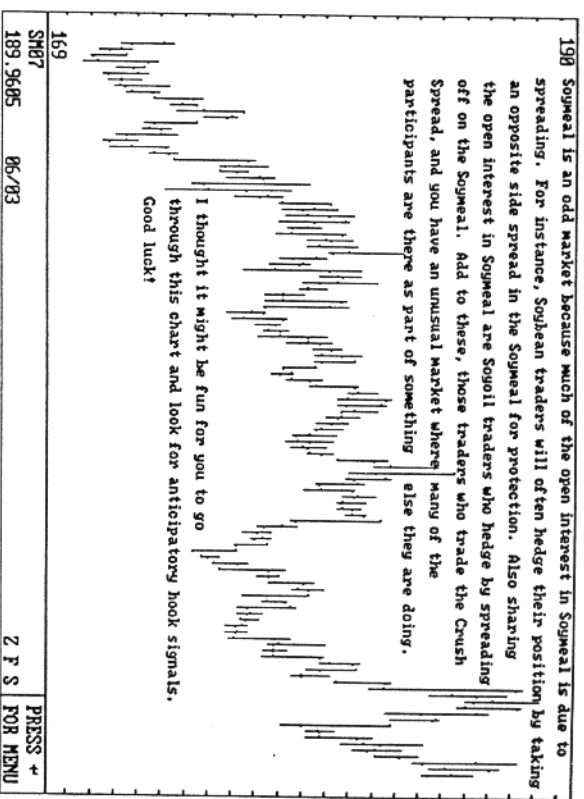 190
Soymeal is an odd market because much of the open interest in Soymeal is due to
spreading. For instance, Soybean traders will often hedge their position by taking
an opposite side spread in the Soymeal for protection. Also sharing
the open interest in Soymeal are Soyoil traders who hedge by spreading
off on the Soymeal. Add to these, those traders who trade the Crush
Spread, and you have an unusual market where many of the
participants are there as part of something else they are doing.
I thought it might be fun for you to go
through this chart and look for anticipatory hook signals.
Good luck!
169
SM07
189.9605 06/03
Z F S
PRESS +
FOR MENU